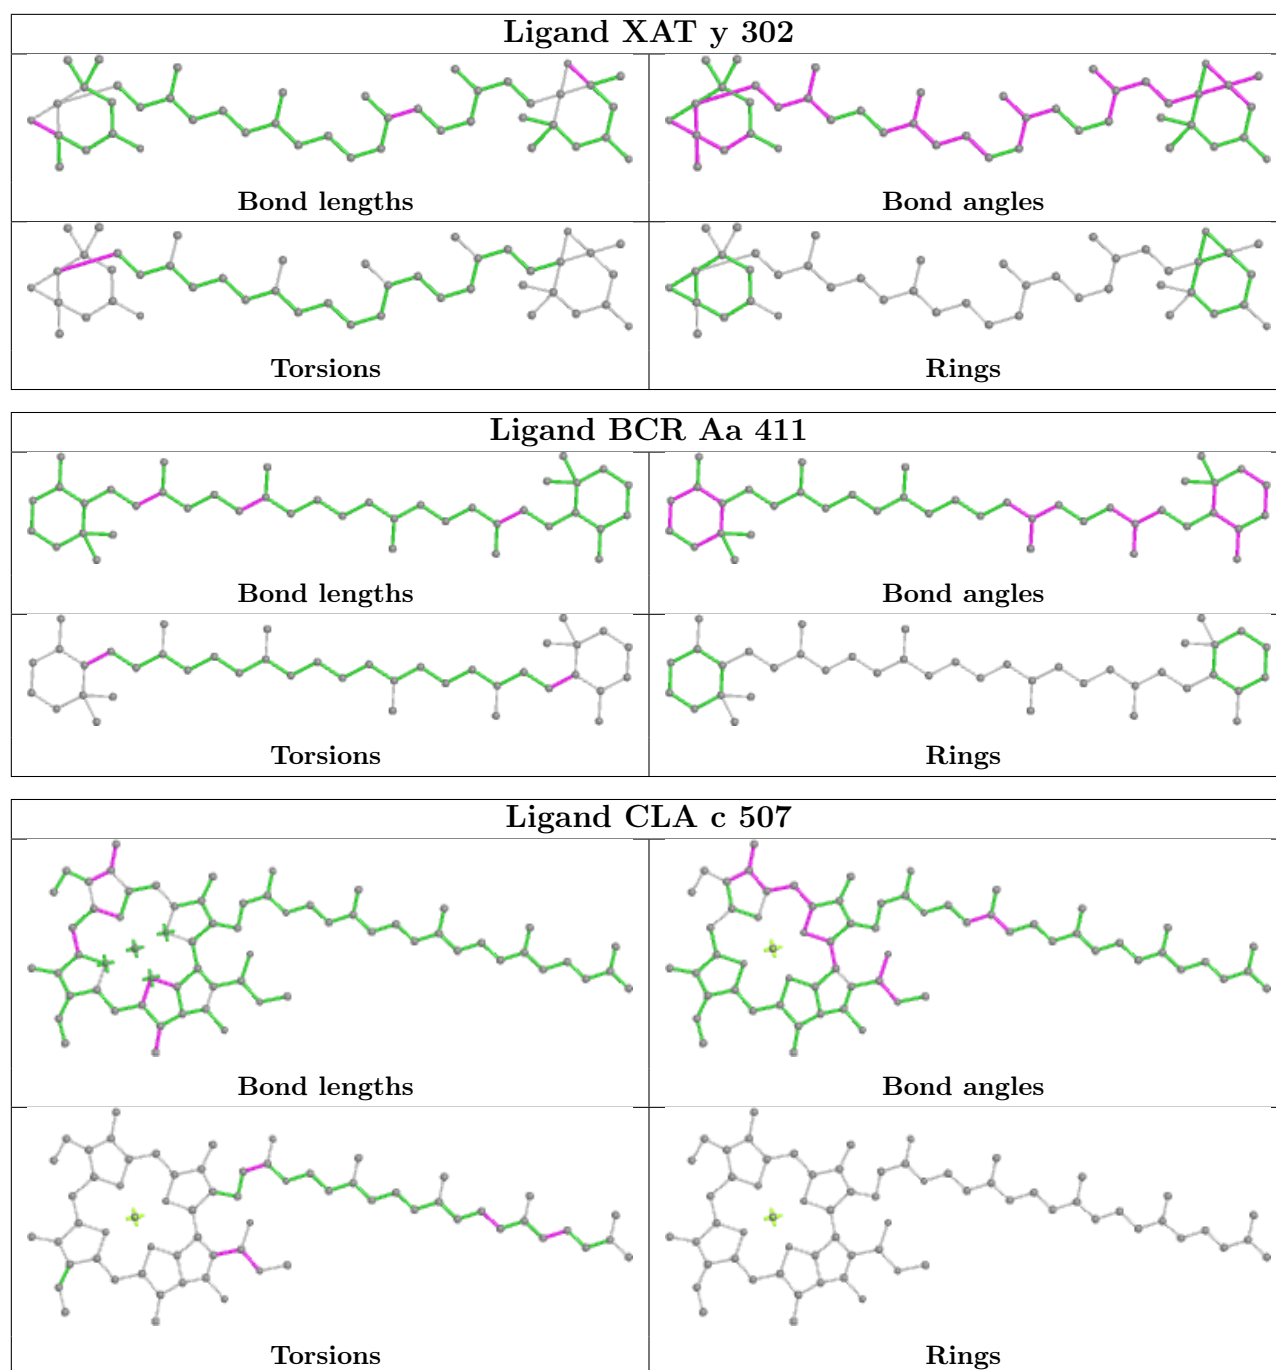 Ligand XAT y 302
Bond lengths
Bond angles
Torsions
Rings
Ligand BCR Aa 411
Bond lengths
Bond angles
Torsions
Rings
Ligand CLA c 507
Bond lengths
Bond angles
Torsions
Rings